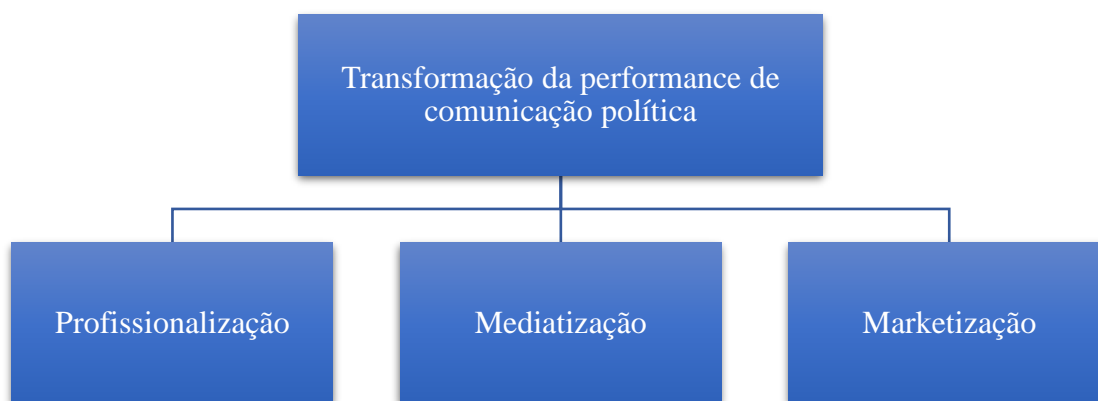 Transformação da performance de
comunicação política
Profissionalização
Mediatização
Marketização